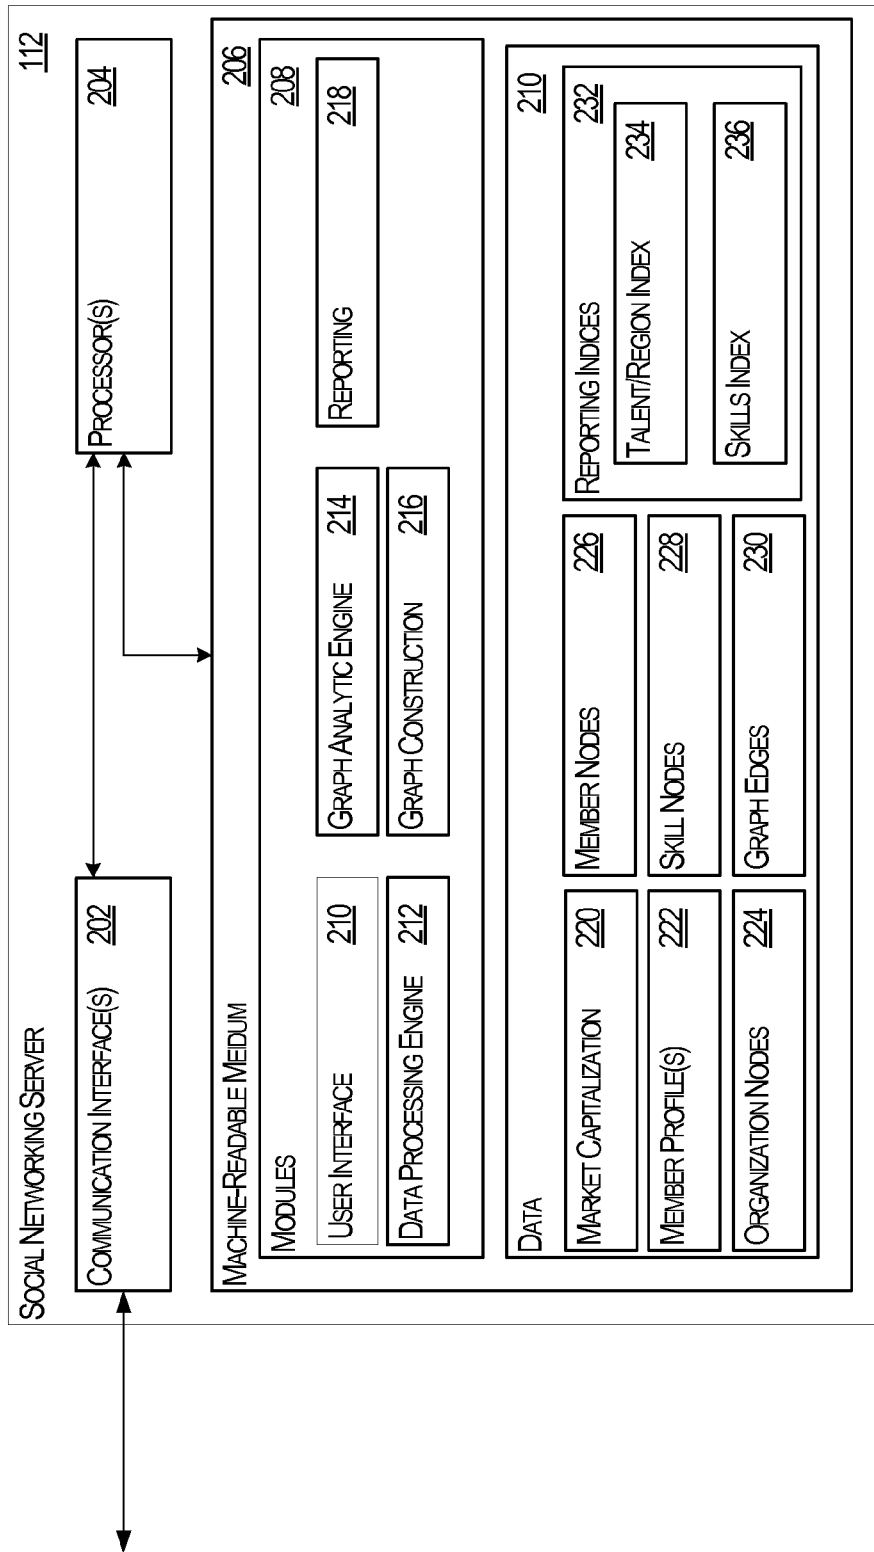 SOCIAL NETWORKING SERVER 112
COMMUNICATION INTERFACE(S) 202
PROCESSOR(S) 204
MACHINE-READABLE MEIDUM 206
MODULES 208
USER INTERFACE 210
GRAPH ANALYTIC ENGINE 214
REPORTING 218
DATA PROCESSING ENGINE 212
GRAPH CONSTRUCTION 216
DATA 210
MARKET CAPITALIZATION 220
MEMBER NODES 226
REPORTING INDICES 232
TALENT/REGION INDEX 234
MEMBER PROFILE(S) 222
SKILL NODES 228
SKILLS INDEX 236
ORGANIZATION NODES 224
GRAPH EDGES 230